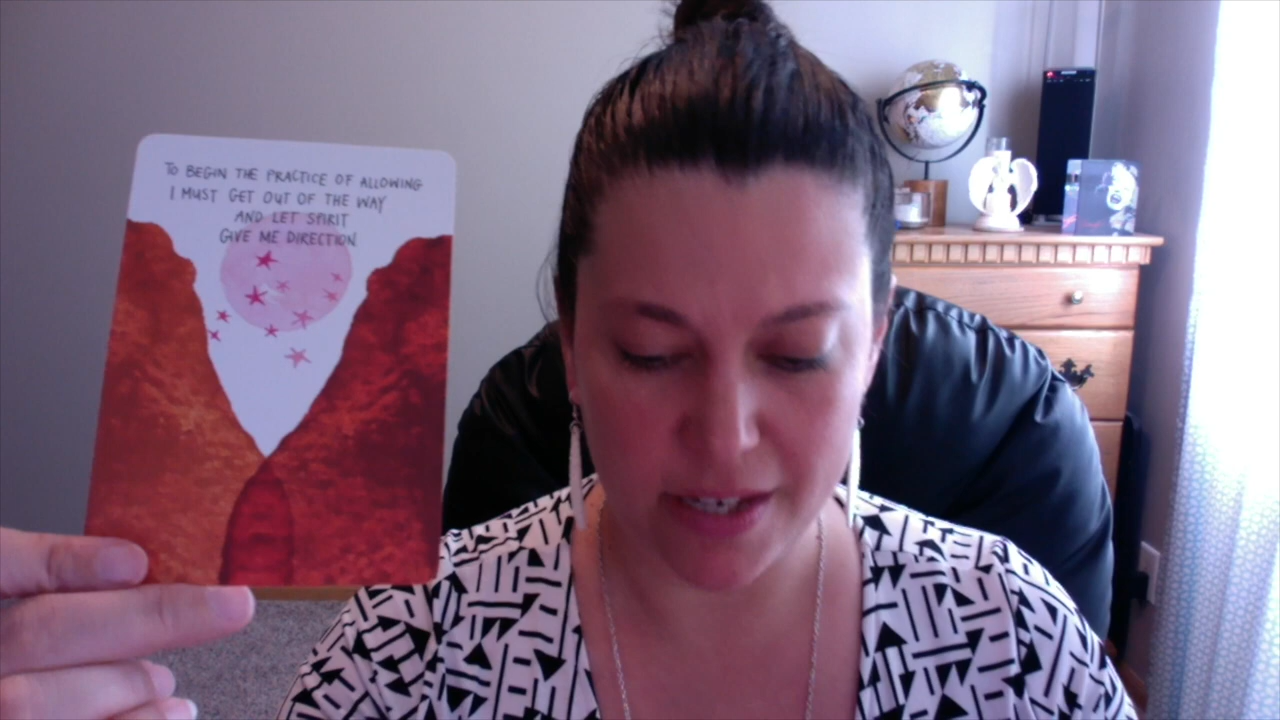 TO BEGIN THE PRACTICE OF ALLOWING
I MUST GET OUT OF THE WAY
AND LET SPIRIT
GIVE ME DIRECTION